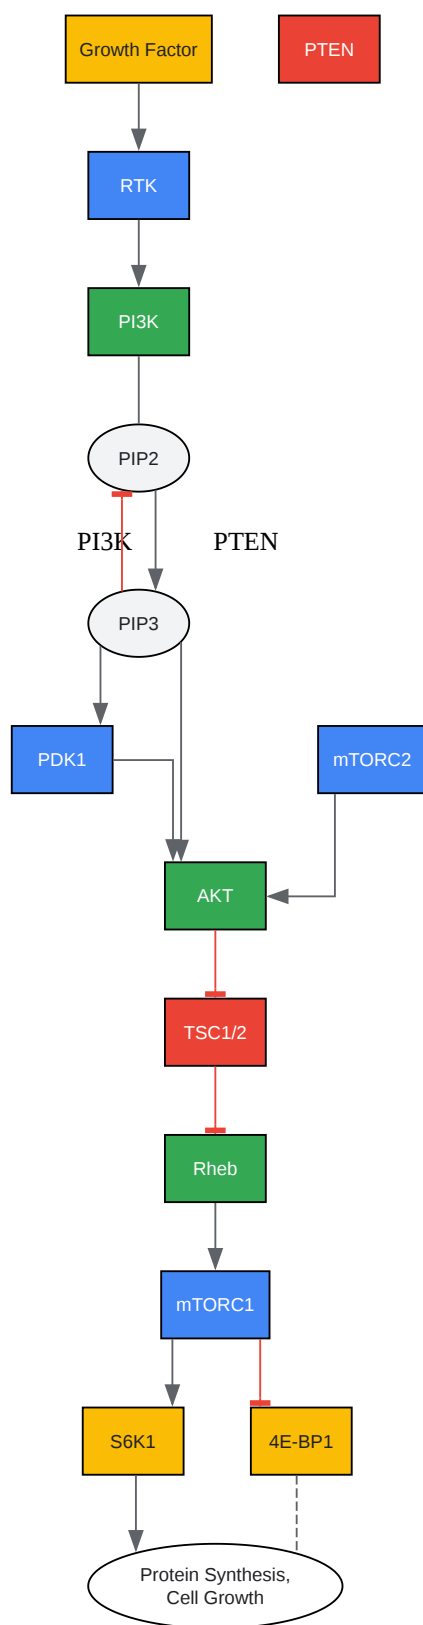 Growth Factor
PTEN
RTK
PI3K
PIP2
PI3K
PTEN
PIP3
PDK1
mTORC2
AKT
TSC1/2
Rheb
mTORC1
S6K1
4E-BP1
Protein Synthesis,
Cell Growth